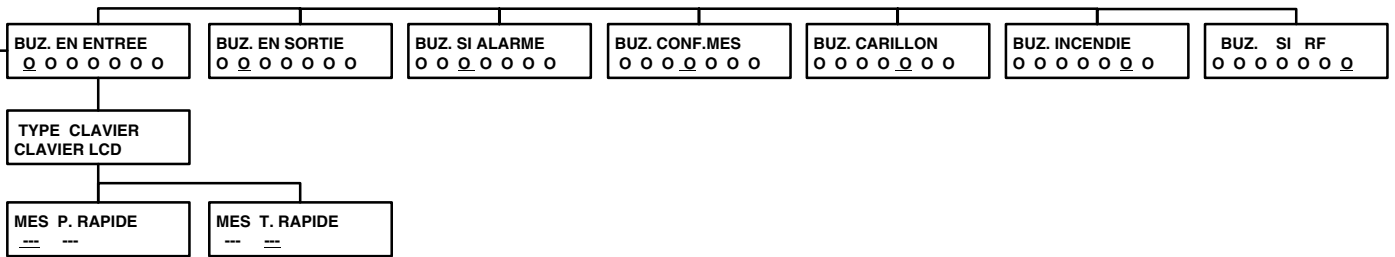 BUZ. EN ENTREE
O O O O O O O
BUZ. EN SORTIE
O O O O O O O
BUZ. SI ALARME
O O O O O O O
BUZ. CONF.MES
O O O O O O O
BUZ. CARILLON
O O O O O O O
BUZ. INCENDIE
O O O O O O O
BUZ. SI RF
O O O O O O O
TYPE CLAVIER
CLAVIER LCD
MES P. RAPIDE
--- ---
MES T. RAPIDE
--- ---